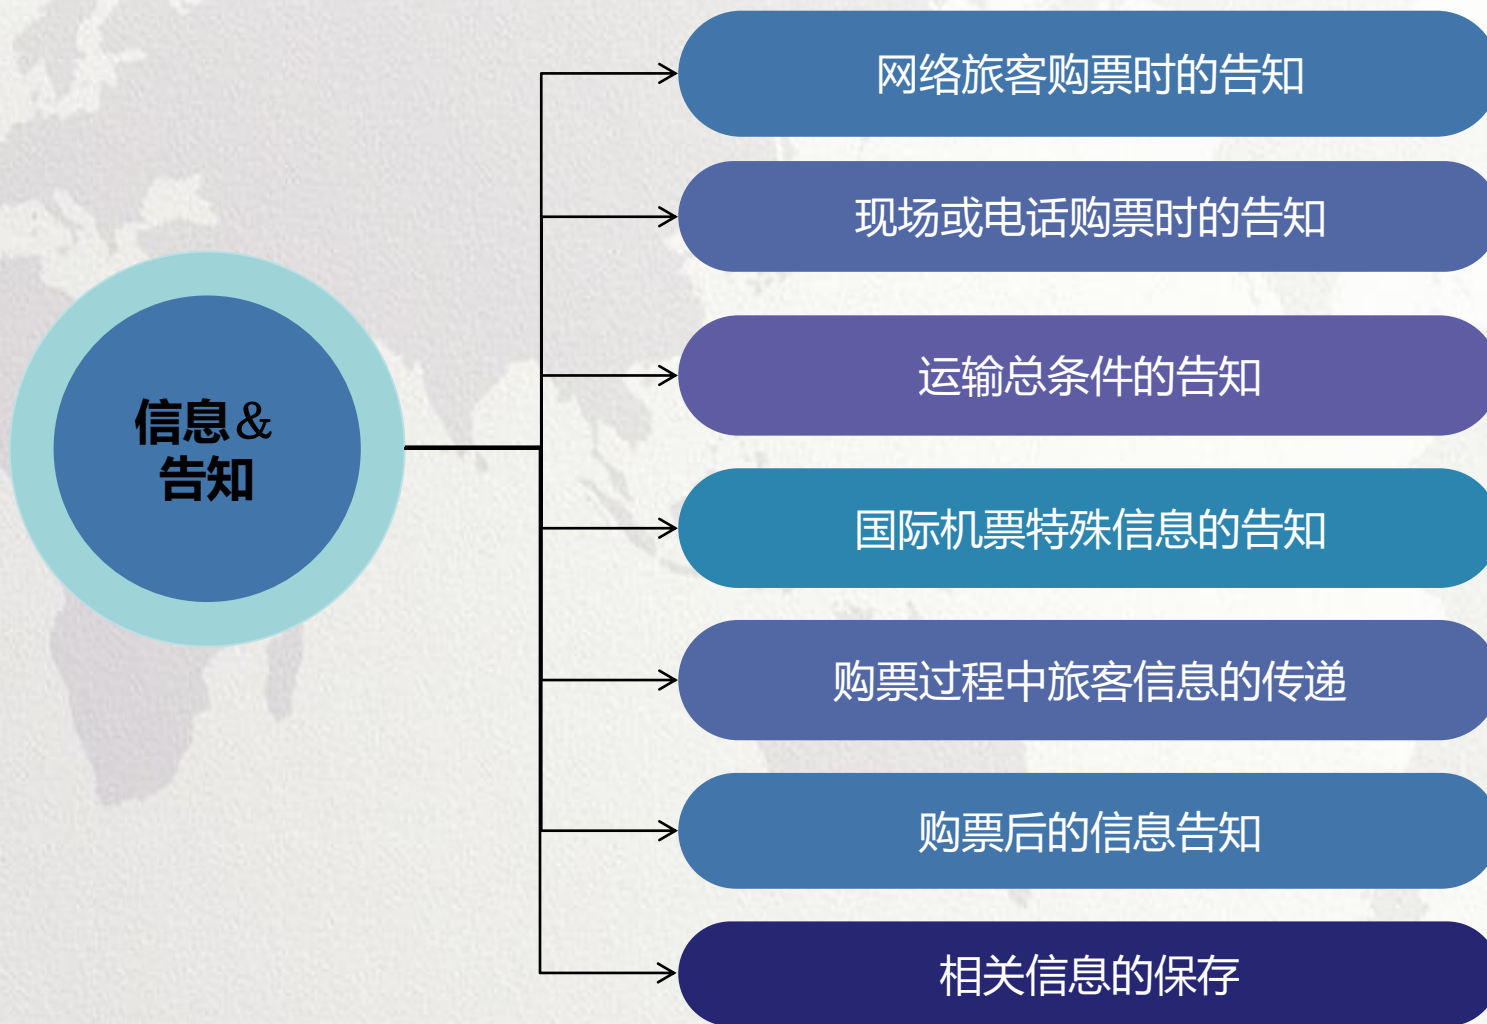 网络旅客购票时的告知
现场或电话购票时的告知
运输总条件的告知
信息&
告知
国际机票特殊信息的告知
购票过程中旅客信息的传递
购票后的信息告知
相关信息的保存